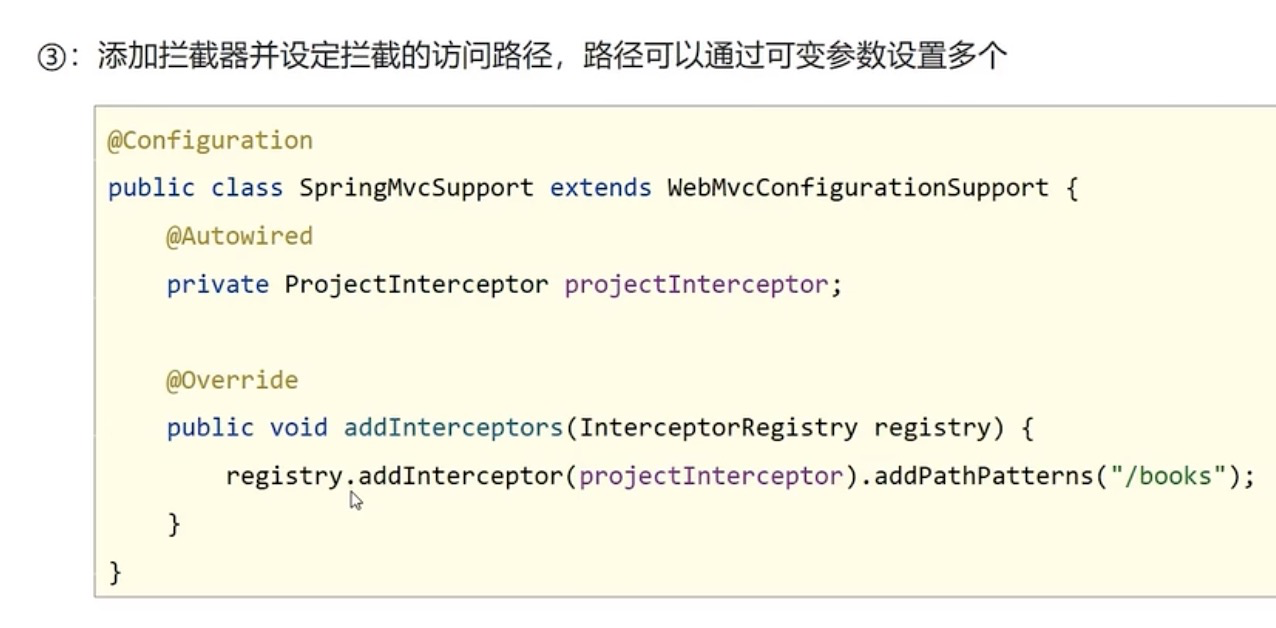 ③：添加拦截器并设定拦截的访问路径，路径可以通过可变参数设置多个
@Configuration
public class SpringMvcSupport extends WebMvcConfigurationSupport {
    @Autowired
    private ProjectInterceptor projectInterceptor;
    @Override
    public void addInterceptors(InterceptorRegistry registry) {
        registry.addInterceptor(projectInterceptor).addPathPatterns("/books");
    }
}